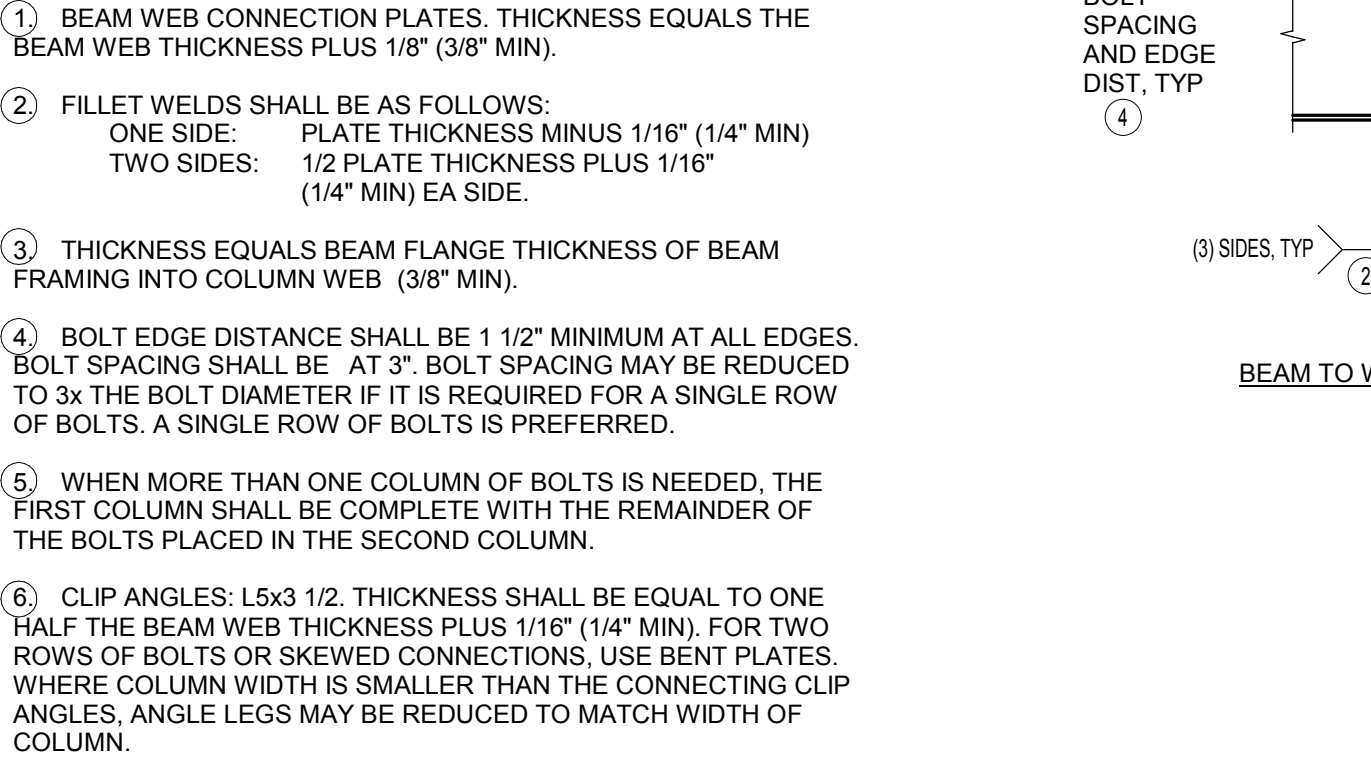 1. BEAM WEB CONNECTION PLATES. THICKNESS EQUALS THE
BEAM WEB THICKNESS PLUS 1/8" (3/8" MIN).
2. FILLET WELDS SHALL BE AS FOLLOWS:
ONE SIDE: PLATE THICKNESS MINUS 1/16" (1/4" MIN)
TWO SIDES: 1/2 PLATE THICKNESS PLUS 1/16"
(1/4" MIN) EA SIDE.
3. THICKNESS EQUALS BEAM FLANGE THICKNESS OF BEAM
FRAMING INTO COLUMN WEB (3/8" MIN).
4. BOLT EDGE DISTANCE SHALL BE 1 1/2" MINIMUM AT ALL EDGES.
BOLT SPACING SHALL BE AT 3". BOLT SPACING MAY BE REDUCED
TO 3x THE BOLT DIAMETER IF IT IS REQUIRED FOR A SINGLE ROW
OF BOLTS. A SINGLE ROW OF BOLTS IS PREFERRED.
5. WHEN MORE THAN ONE COLUMN OF BOLTS IS NEEDED, THE
FIRST COLUMN SHALL BE COMPLETE WITH THE REMAINDER OF
THE BOLTS PLACED IN THE SECOND COLUMN.
6. CLIP ANGLES: L5x3 1/2. THICKNESS SHALL BE EQUAL TO ONE
HALF THE BEAM WEB THICKNESS PLUS 1/16" (1/4" MIN). FOR TWO
ROWS OF BOLTS OR SKEWED CONNECTIONS, USE BENT PLATES.
WHERE COLUMN WIDTH IS SMALLER THAN THE CONNECTING CLIP
ANGLES, ANGLE LEGS MAY BE REDUCED TO MATCH WIDTH OF
COLUMN.
BOLT
SPACING
AND EDGE
DIST, TYP
4
(3) SIDES, TYP
2
BEAM TO